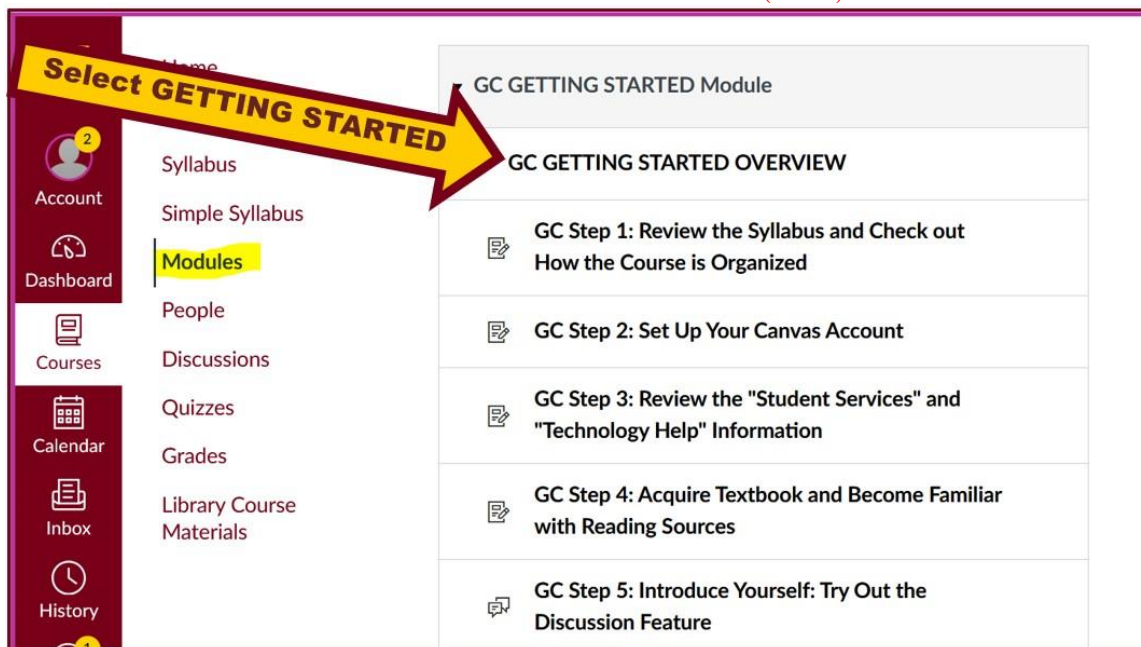 Select GETTING STARTED
2
Account
Dashboard
Courses
Calendar
Inbox
History
1
Home
Syllabus
Simple Syllabus
Modules
People
Discussions
Quizzes
Grades
Library Course
Materials
GC GETTING STARTED Module
GC GETTING STARTED OVERVIEW
GC Step 1: Review the Syllabus and Check out
How the Course is Organized
GC Step 2: Set Up Your Canvas Account
GC Step 3: Review the "Student Services" and
"Technology Help" Information
GC Step 4: Acquire Textbook and Become Familiar
with Reading Sources
GC Step 5: Introduce Yourself: Try Out the
Discussion Feature